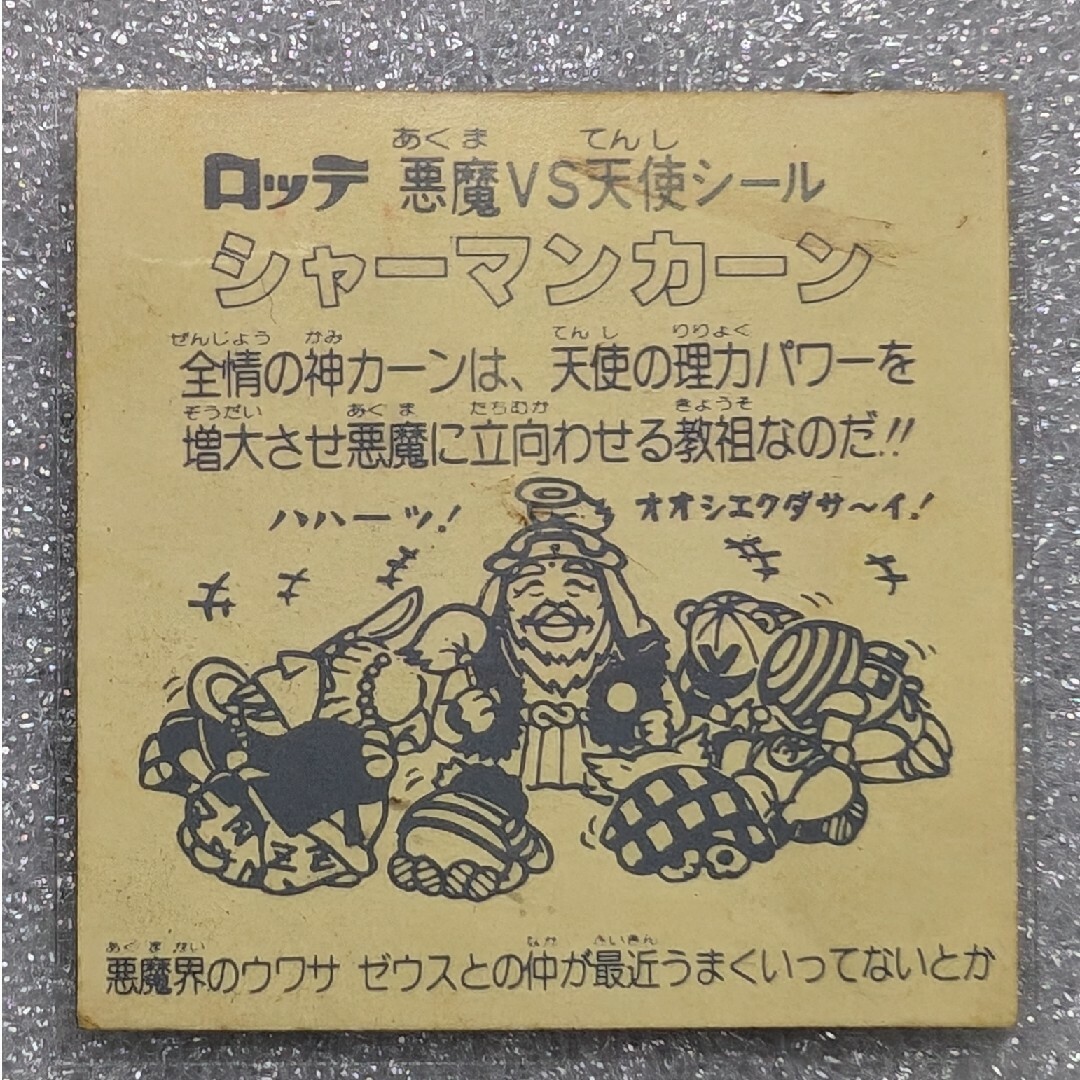 あくま てんし
ロッテ 悪魔VS天使シール
シャーマンカーン
ぜんじょう かみ てんし りりょく
全情の神カーンは、天使の理力パワーを
ぞうだい あくま たちむか きょうそ
増大させ悪魔に立向わせる教祖なのだ!!
ハハーッ!
オオシエクダサ〜イ!
あくまかい なか さいきん
悪魔界のウワサ ゼウスとの仲が最近うまくいってないとか